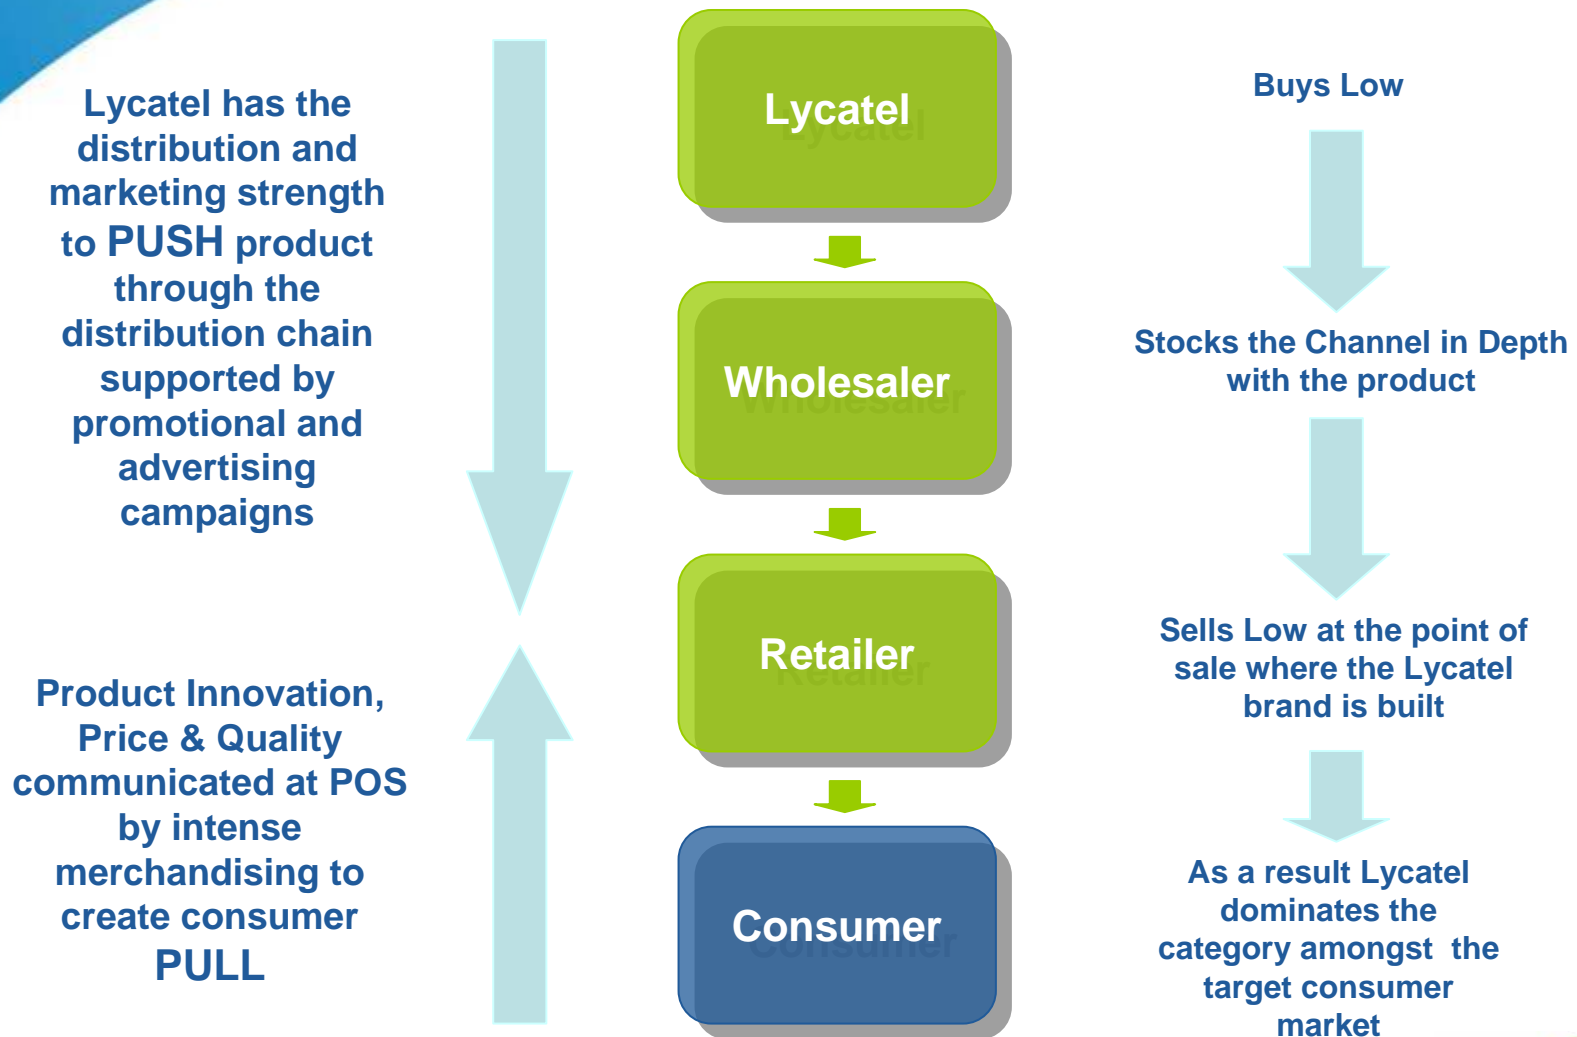 Lycatel has the
distribution and
marketing strength
to PUSH product
through the
distribution chain
supported by
promotional and
advertising
campaigns
Product Innovation,
Price & Quality
communicated at POS
by intense
merchandising to
create consumer
PULL
Lycatel
Wholesaler
Retailer
Consumer
Buys Low
Stocks the Channel in Depth
with the product
Sells Low at the point of
sale where the Lycatel
brand is built
As a result Lycatel
dominates the
category amongst the
target consumer
market